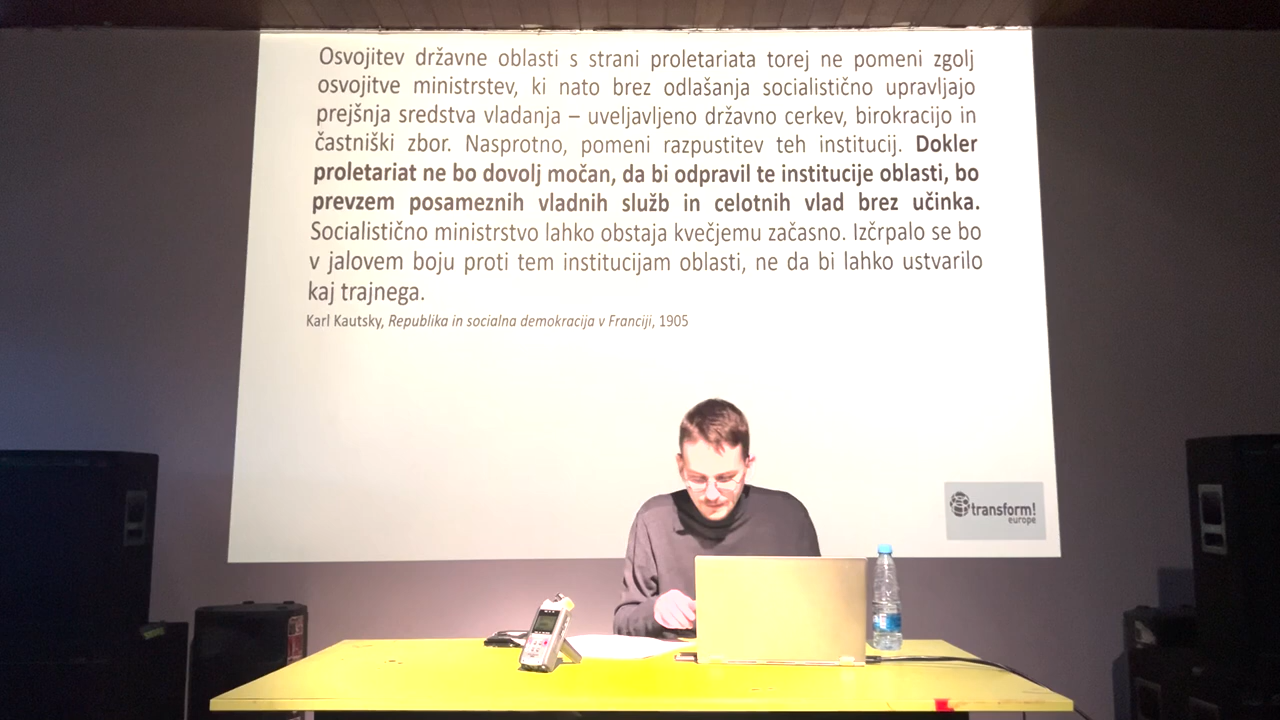 Osvojitev državne oblasti s strani proletariata torej ne pomeni zgolj
osvojitve ministrstev, ki nato brez odlašanja socialistično upravljajo
prejšnja sredstva vladanja – uveljavljeno državno cerkev, birokracijo in
častniški zbor. Nasprotno, pomeni razpustitev teh institucij. Dokler
proletariat ne bo dovolj močan, da bi odpravil te institucije oblasti, bo
prevzem posameznih vladnih služb in celotnih vlad brez učinka.
Socialistično ministrstvo lahko obstaja kvečjemu začasno. Izčrpalo se bo
v jalovem boju proti tem institucijam oblasti, ne da bi lahko ustvarilo
kaj trajnega.
Karl Kautsky, Republika in socialna demokracija v Franciji, 1905
transform!
europe